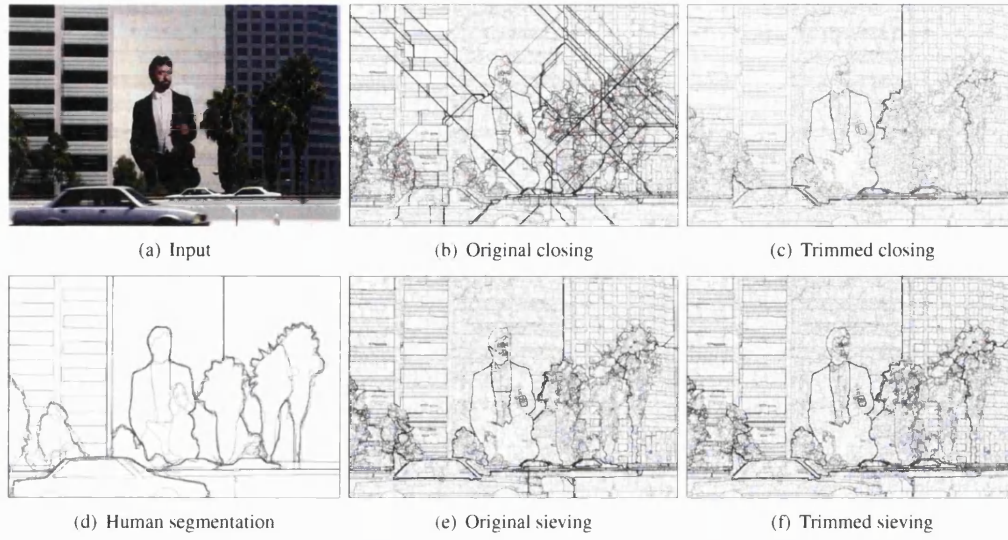 (a) Input
(b) Original closing
(c) Trimmed closing
(d) Human segmentation
(e) Original sieving
(f) Trimmed sieving